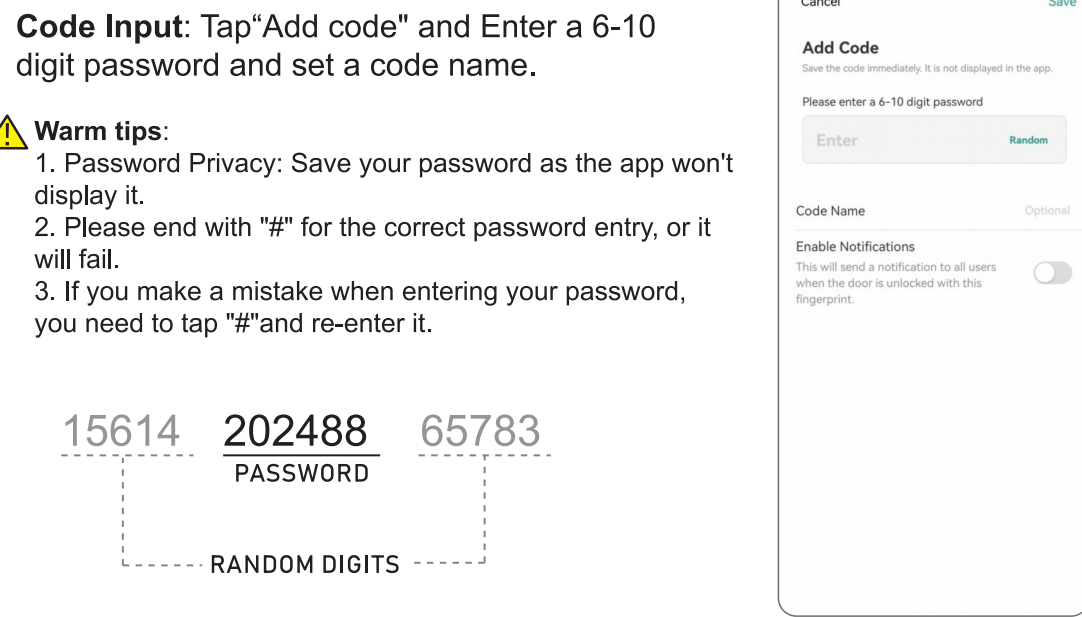 Code Input: Tap“Add code" and Enter a 6-10
digit password and set a code name.
Warm tips:
1. Password Privacy: Save your password as the app won't
display it.
2. Please end with "#" for the correct password entry, or it
will fail.
3. If you make a mistake when entering your password,
you need to tap "#"and re-enter it.
15614 202488 65783
PASSWORD
RANDOM DIGITS
Cancel Save
Add Code
Save the code immediately. It is not displayed in the app.
Please enter a 6-10 digit password
Enter Random
Code Name Optional
Enable Notifications
This will send a notification to all users
when the door is unlocked with this
fingerprint.